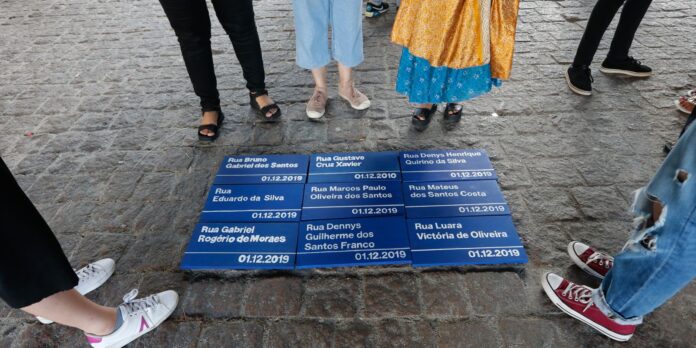 Rua Bruno
Gabriel dos Santos
01.12.2019
Rua Gustavo
Cruz Xavier
01.12.2010
Rua Denys Henrique
Quirino da Silva
01.12.2019
Rua
Eduardo da Silva
01.12.2019
Rua Marcos Paulo
Oliveira dos Santos
01.12.2019
Rua Mateus
dos Santos Costa
01.12.2019
Rua Gabriel
Rogério de Moraes
01.12.2019
Rua Dennys
Guilherme dos
Santos Franco
01.12.2019
Rua Luara
Victória de Oliveira
01.12.2019